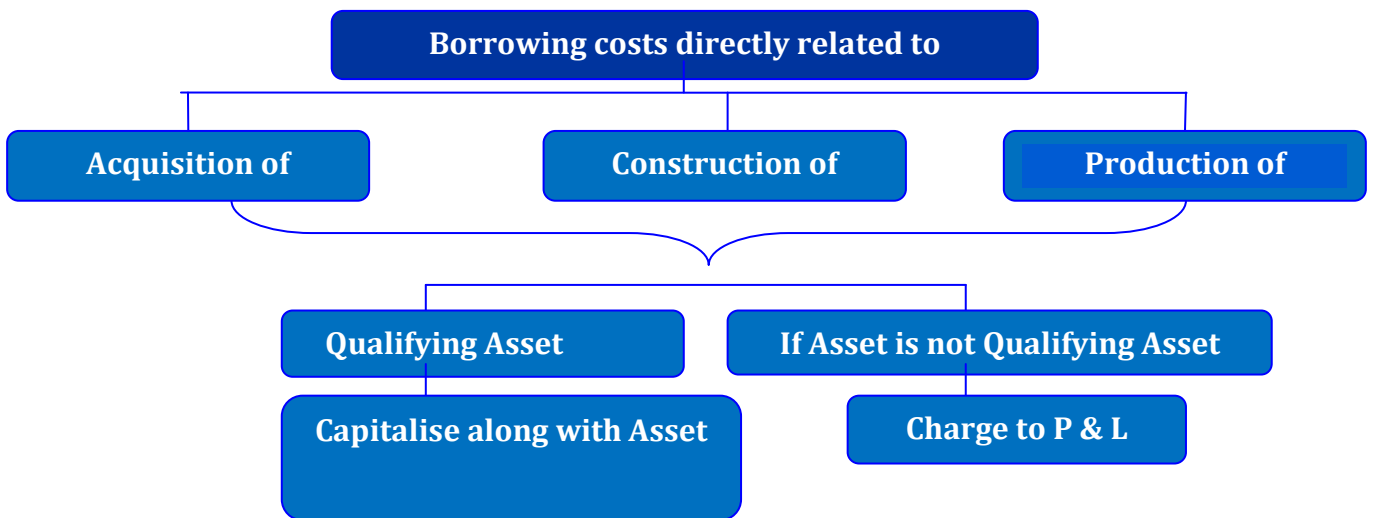 Borrowing costs directly related to
Acquisition of
Construction of
Production of
Qualifying Asset
If Asset is not Qualifying Asset
Capitalise along with Asset
Charge to P & L